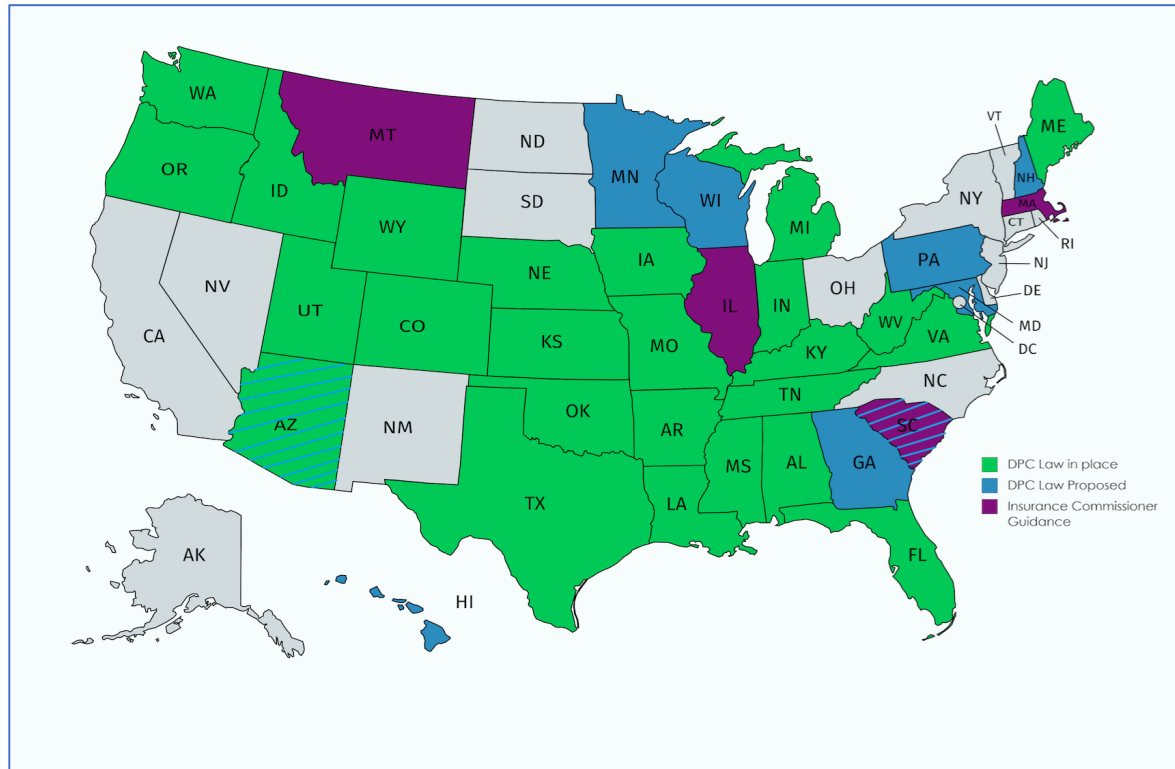 WA
MT
ND
MN
VT
ME
OR
ID
SD
WI
NH
NY
MA
WY
MI
CT
RI
NE
IA
PA
NJ
NV
UT
CO
IL
IN
OH
DE
CA
KS
MO
WV
VA
MD
KY
DC
TN
NC
AZ
NM
OK
AR
SC
MS
AL
GA
DPC Law in place
TX
LA
DPC Law Proposed
Insurance Commissioner
Guidance
AK
FL
HI